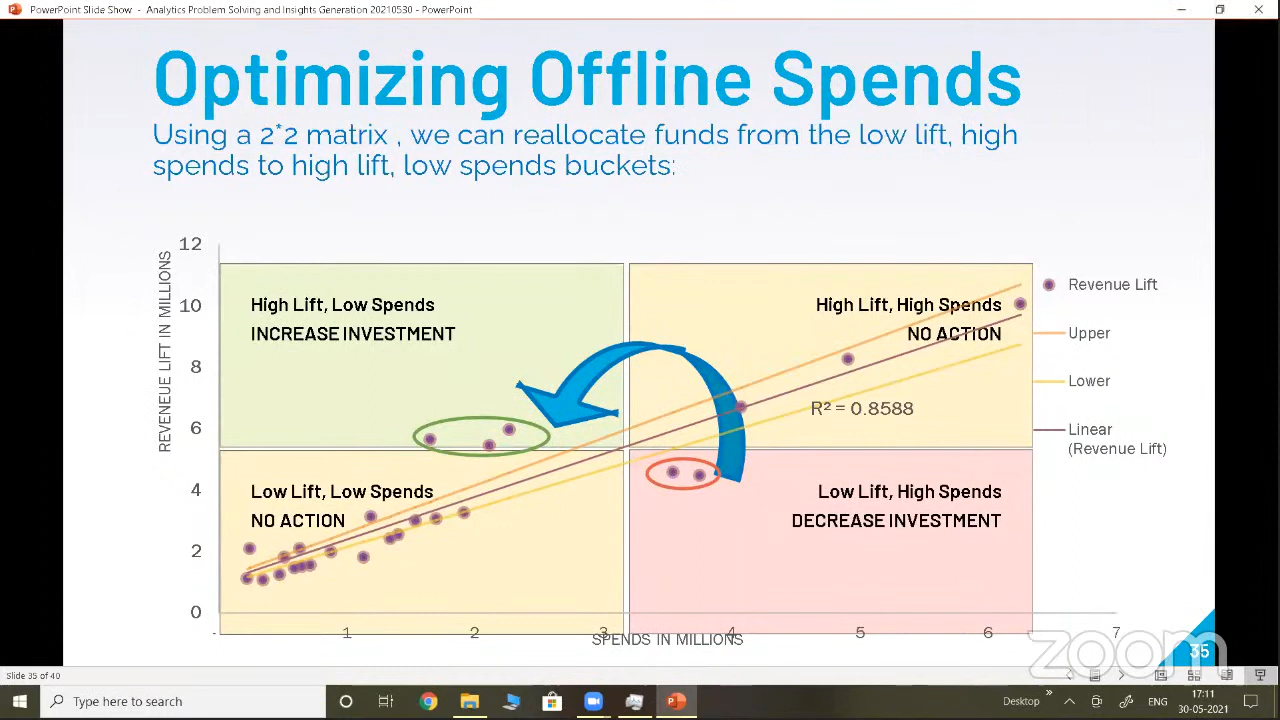 PowerPoint Slide Show - Analytics Problem Solving and Insights Generation 20210530 - PowerPoint
Optimizing Offline Spends
Using a 2*2 matrix , we can reallocate funds from the low lift, high
spends to high lift, low spends buckets:
REVENEUE LIFT IN MILLIONS
12
10
8
6
4
2
0
High Lift, Low Spends
INCREASE INVESTMENT
High Lift, High Spends
NO ACTION
R² = 0.8588
Low Lift, Low Spends
NO ACTION
Low Lift, High Spends
DECREASE INVESTMENT
Revenue Lift
Upper
Lower
Linear
(Revenue Lift)
- 1 2 3 4 5 6 7
SPENDS IN MILLIONS
zoom
35
Slide 35 of 40
Type here to search
Desktop
ENG
17:11
30-05-2021